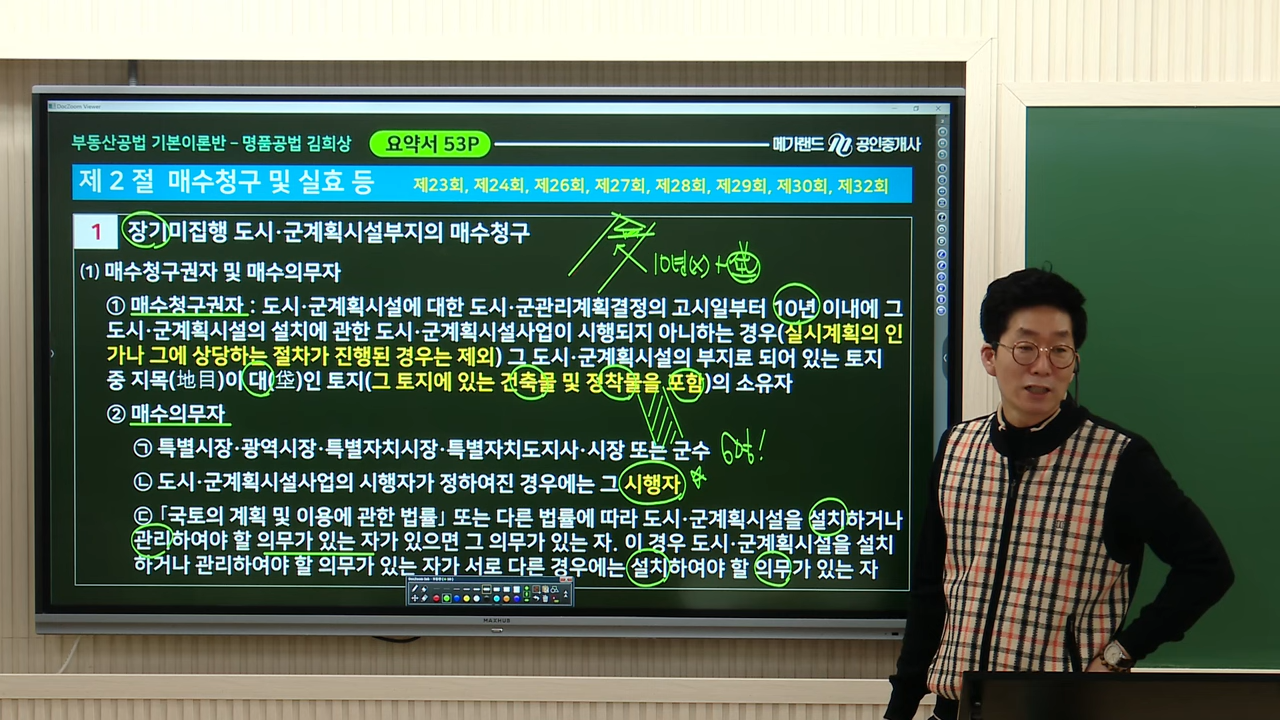 DocZoom Viewer
부동산공법 기본이론반 - 명품공법 김희상
요약서 53P
메가랜드 공인중개사
제 2 절 매수청구 및 실효 등
제23회, 제24회, 제26회, 제27회, 제28회, 제29회, 제30회, 제32회
1 장기미집행 도시·군계획시설부지의 매수청구
10년(x) +
⑴ 매수청구권자 및 매수의무자
① 매수청구권자 : 도시·군계획시설에 대한 도시·군관리계획결정의 고시일부터 10년 이내에 그
도시·군계획시설의 설치에 관한 도시·군계획시설사업이 시행되지 아니하는 경우(실시계획의 인
가나 그에 상당하는 절차가 진행된 경우는 제외) 그 도시·군계획시설의 부지로 되어 있는 토지
중 지목(地目)이 대(垈)인 토지(그 토지에 있는 건축물 및 정착물을 포함)의 소유자
② 매수의무자
㉠ 특별시장·광역시장·특별자치시장·특별자치도지사·시장 또는 군수
6명!
㉡ 도시·군계획시설사업의 시행자가 정하여진 경우에는 그 시행자
㉢ 「국토의 계획 및 이용에 관한 법률」 또는 다른 법률에 따라 도시·군계획시설을 설치하거나
관리하여야 할 의무가 있는 자가 있으면 그 의무가 있는 자. 이 경우 도시·군계획시설을 설치
하거나 관리하여야 할 의무가 있는 자가 서로 다른 경우에는 설치하여야 할 의무가 있는 자
MAXHUB